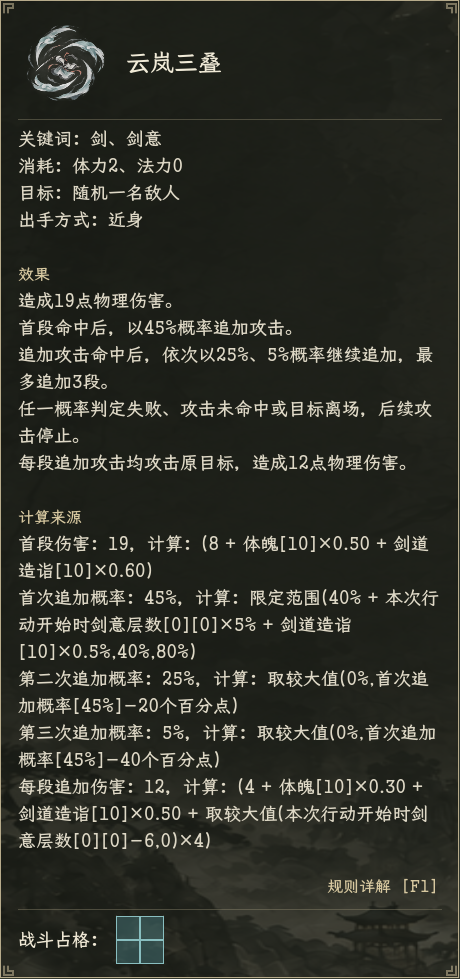 云岚三叠
关键词: 剑、剑意
消耗: 体力2、法力0
目标: 随机一名敌人
出手方式: 近身
效果
造成19点物理伤害。
首段命中后, 以45%概率追加攻击。
追加攻击命中后, 依次以25%、5%概率继续追加, 最
多追加3段。
任一概率判定失败、攻击未命中或目标离场, 后续攻
击停止。
每段追加攻击均攻击原目标, 造成12点物理伤害。
计算来源
首段伤害: 19, 计算: (8 + 体魄[10]×0.50 + 剑道
造诣[10]×0.60)
首次追加概率: 45%, 计算: 限定范围(40% + 本次行
动开始时剑意层数[0][0]×5% + 剑道造诣
[10]×0.5%,40%,80%)
第二次追加概率: 25%, 计算: 取较大值(0%,首次追
加概率[45%]-20个百分点)
第三次追加概率: 5%, 计算: 取较大值(0%,首次追加
概率[45%]-40个百分点)
每段追加伤害: 12, 计算: (4 + 体魄[10]×0.30 +
剑道造诣[10]×0.50 + 取较大值(本次行动开始时剑
意层数[0][0]-6,0)×4)
规则详解 [F1]
战斗占格: